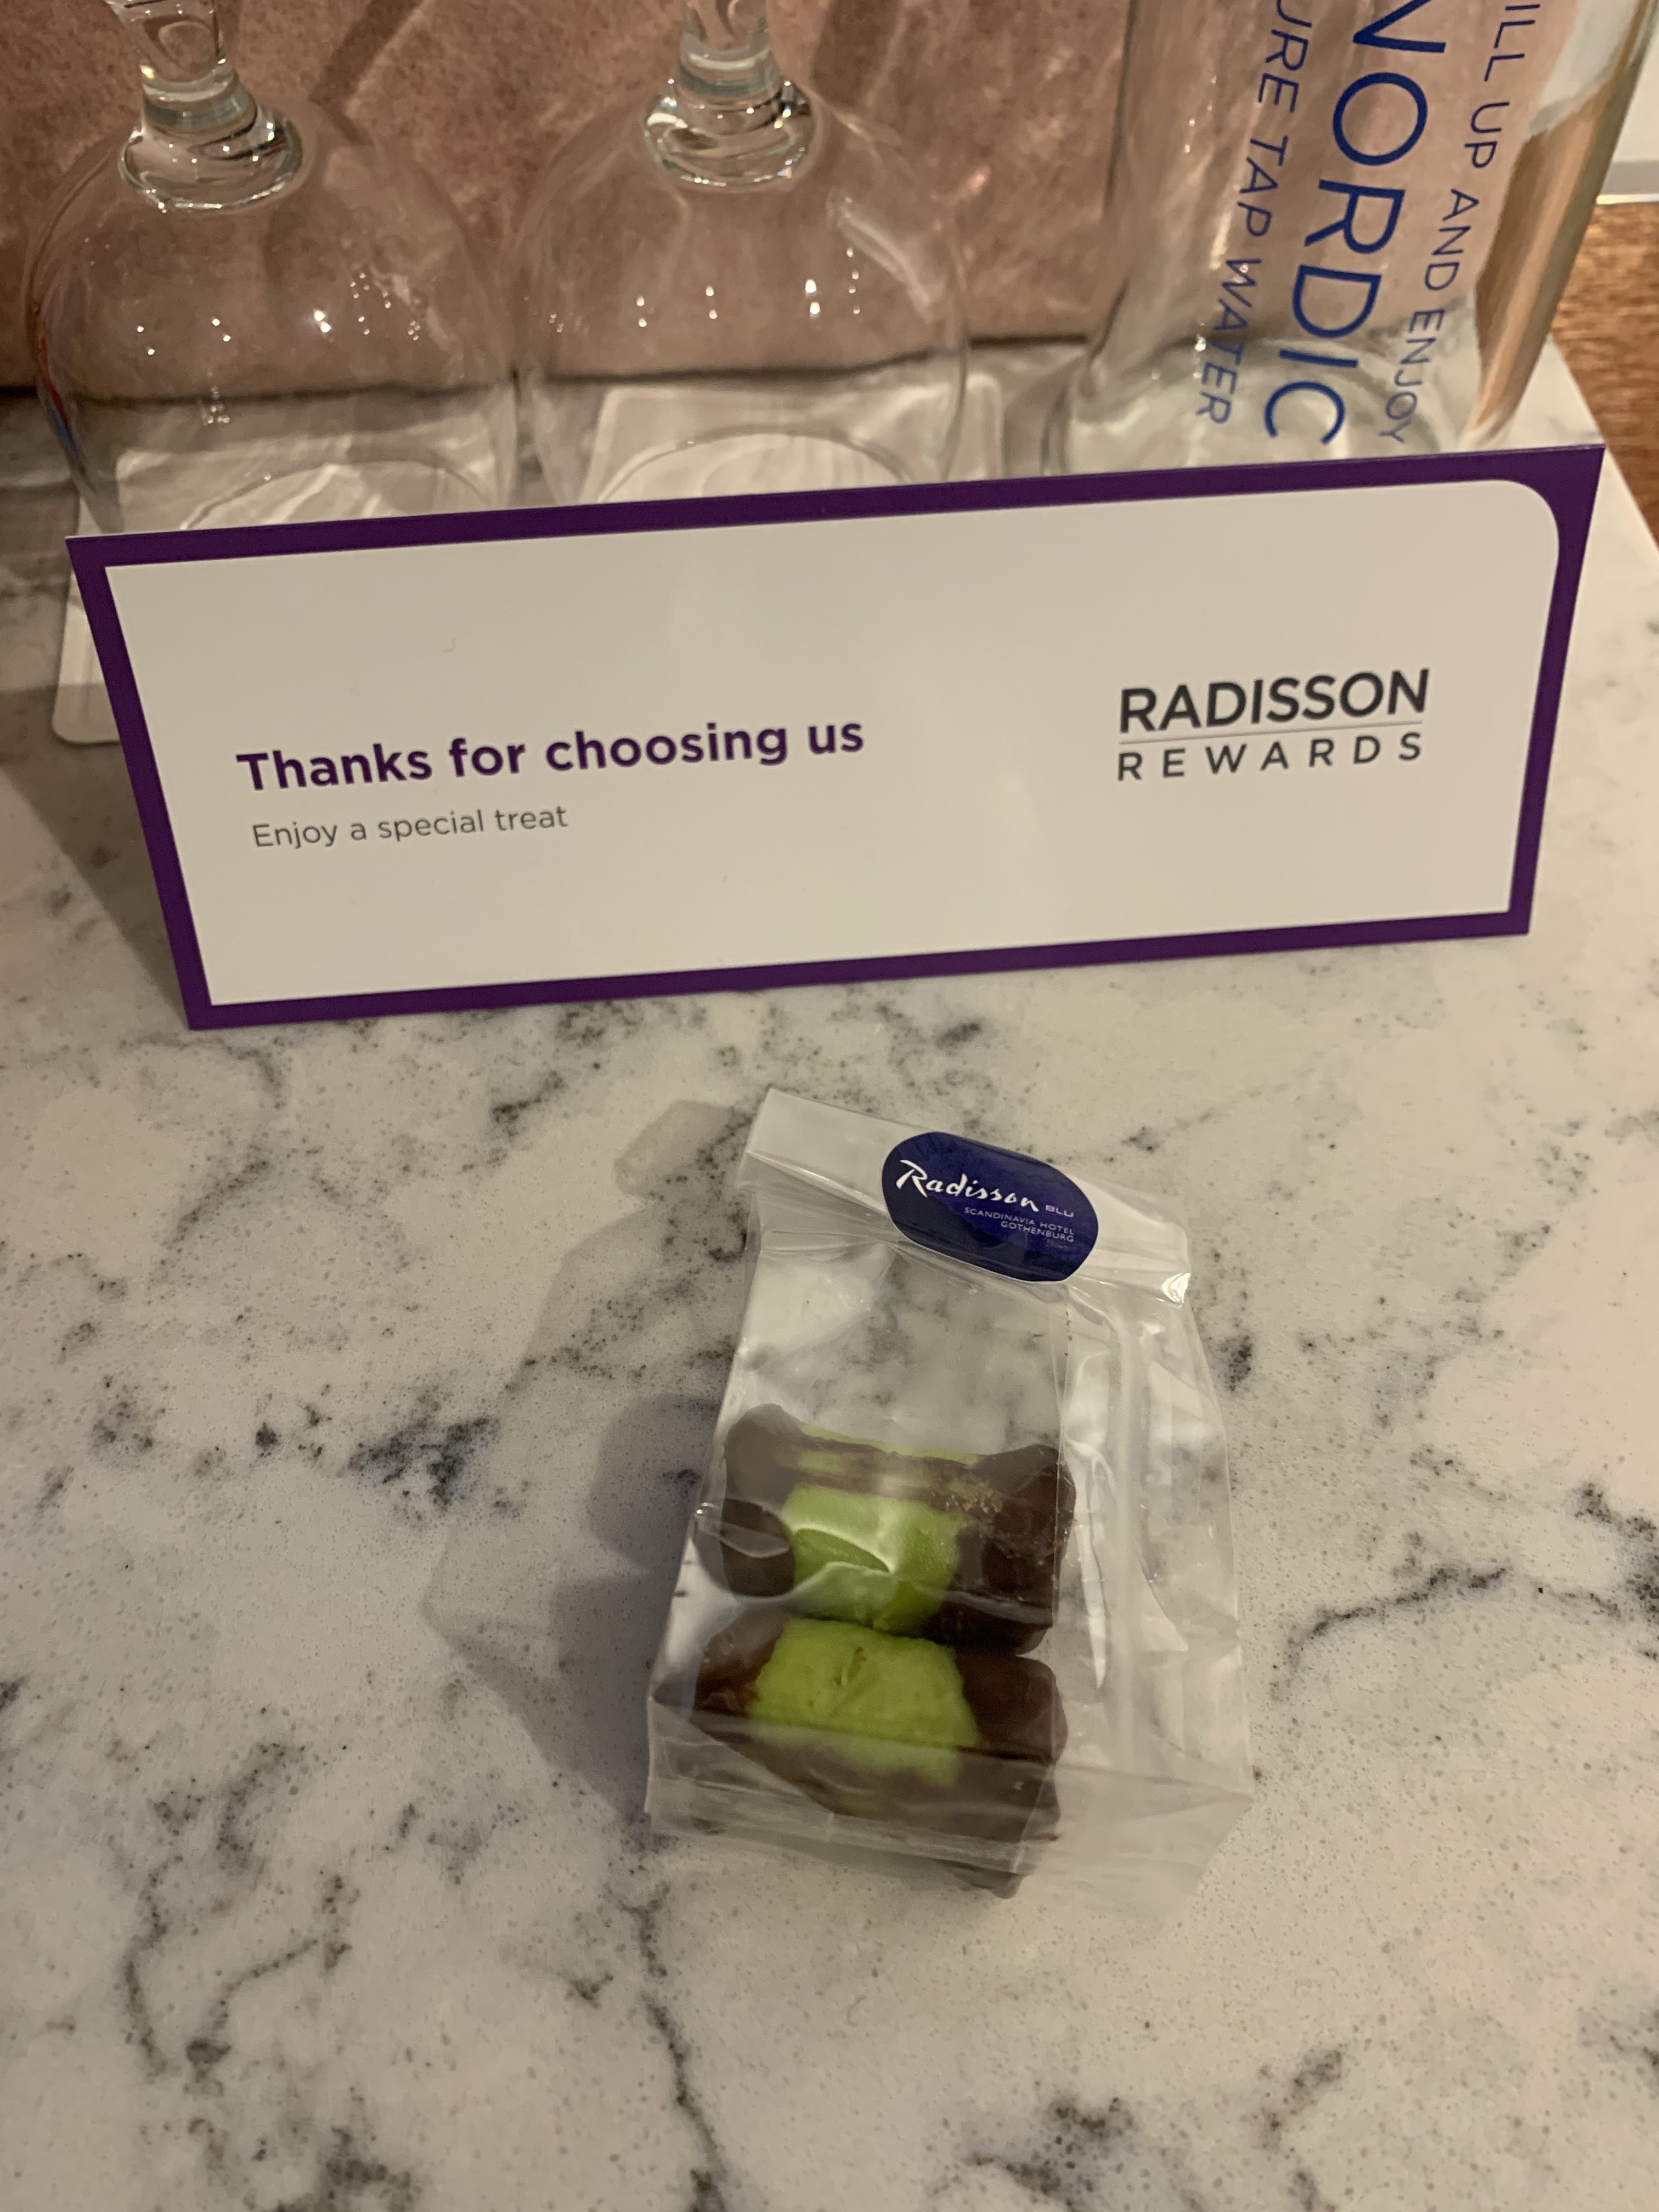 ILL UP AND ENJOY
NORDIC
URE TAP WATER
Thanks for choosing us
Enjoy a special treat
RADISSON
REWARDS
Radisson BLU
SCANDINAVIA HOTEL
GOTHENBURG